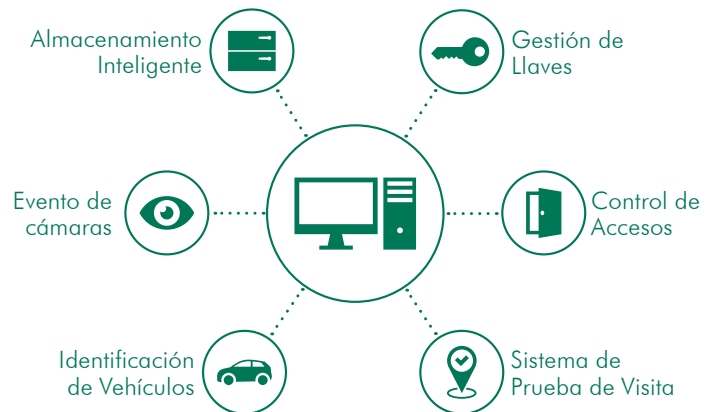 Almacenamiento
Inteligente
Gestión de
Llaves
Evento de
cámaras
Control de
Accesos
Identificación
de Vehículos
Sistema de
Prueba de Visita